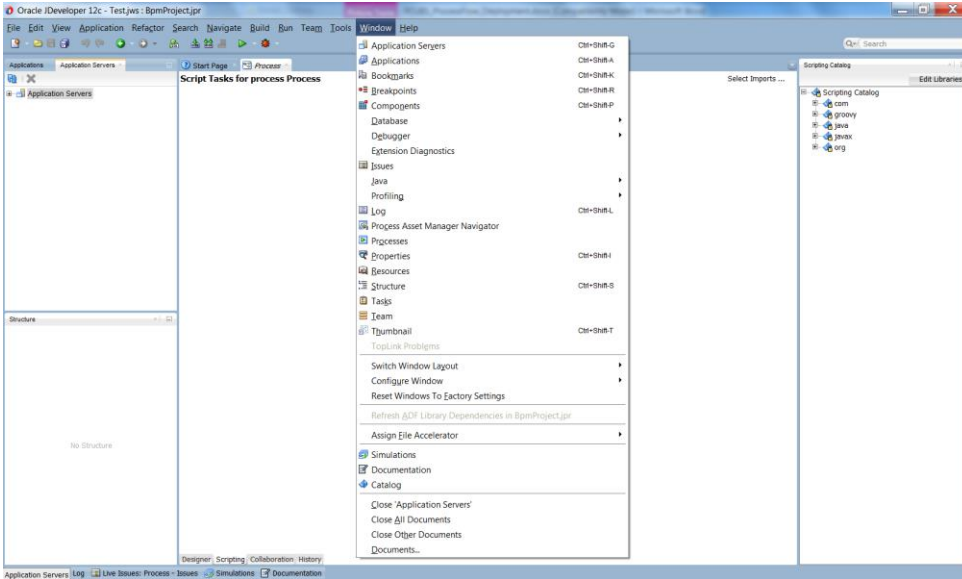 Oracle JDeveloper 12c - Test.jws : BpmProject.jpr
File Edit View Application Refactor Search Navigate Build Run Team Tools Window Help
Search
Applications Application Servers
Start Page Process
Scripting Catalog
Script Tasks for process Process
Select Imports ...
Edit Libraries
Application Servers
Scripting Catalog
com
groovy
java
javax
org
Application Servers Ctrl+Shift-G
Applications Ctrl+Shift-A
Bookmarks Ctrl+Shift-K
Breakpoints Ctrl+Shift-R
Components Ctrl+Shift-P
Database
Debugger
Extension Diagnostics
Issues
Java
Profiling
Log Ctrl+Shift-L
Process Asset Manager Navigator
Processes
Properties Ctrl+Shift-I
Resources
Structure Ctrl+Shift-S
Tasks
Team
Thumbnail Ctrl+Shift-T
TopLink Problems
Switch Window Layout
Configure Window
Reset Windows To Factory Settings
Refresh ADF Library Dependencies in BpmProject.jpr
Assign File Accelerator
Simulations
Documentation
Catalog
Close 'Application Servers'
Close All Documents
Close Other Documents
Documents...
Structure
No Structure
Designer Scripting Collaboration History
Application Servers Log Live Issues: Process - Issues Simulations Documentation